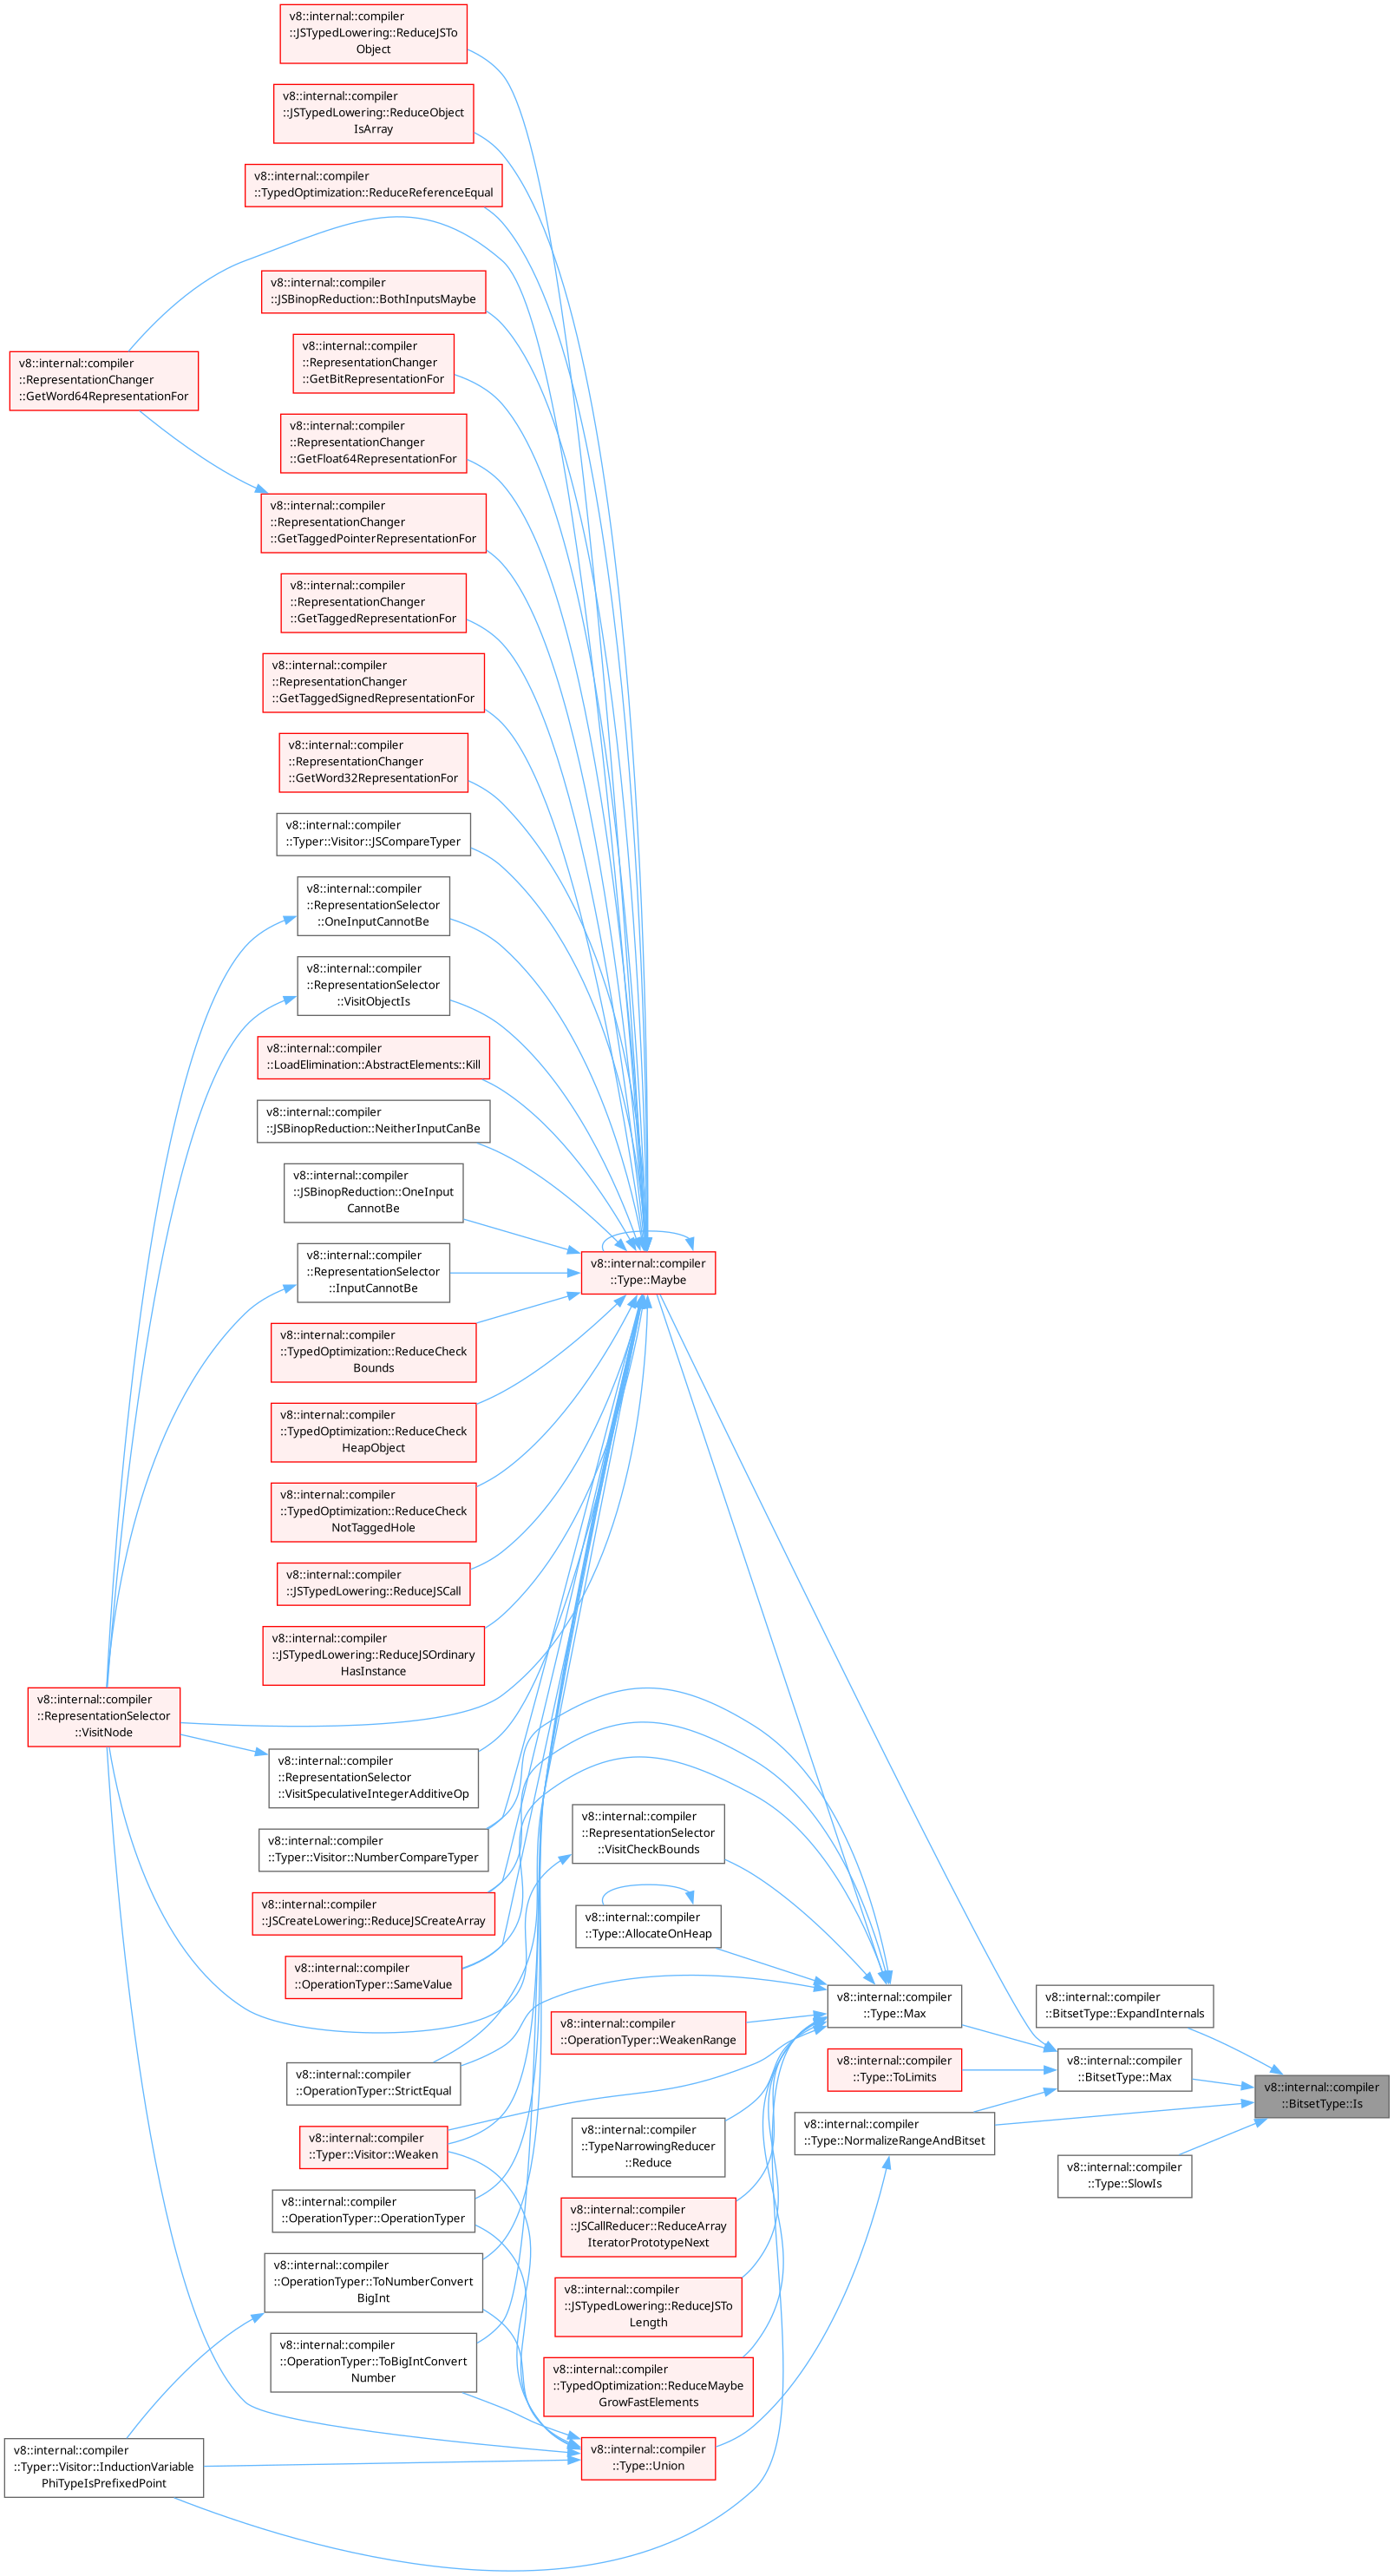 v8::internal::compiler
::JSTypedLowering::ReduceJSTo
Object
v8::internal::compiler
::JSTypedLowering::ReduceObject
IsArray
v8::internal::compiler
::TypedOptimization::ReduceReferenceEqual
v8::internal::compiler
::JSBinopReduction::BothInputsMaybe
v8::internal::compiler
::RepresentationChanger
::GetBitRepresentationFor
v8::internal::compiler
::RepresentationChanger
::GetWord64RepresentationFor
v8::internal::compiler
::RepresentationChanger
::GetFloat64RepresentationFor
v8::internal::compiler
::RepresentationChanger
::GetTaggedPointerRepresentationFor
v8::internal::compiler
::RepresentationChanger
::GetTaggedRepresentationFor
v8::internal::compiler
::RepresentationChanger
::GetTaggedSignedRepresentationFor
v8::internal::compiler
::RepresentationChanger
::GetWord32RepresentationFor
v8::internal::compiler
::Typer::Visitor::JSCompareTyper
v8::internal::compiler
::RepresentationSelector
::OneInputCannotBe
v8::internal::compiler
::RepresentationSelector
::VisitObjectIs
v8::internal::compiler
::LoadElimination::AbstractElements::Kill
v8::internal::compiler
::JSBinopReduction::NeitherInputCanBe
v8::internal::compiler
::JSBinopReduction::OneInput
CannotBe
v8::internal::compiler
::RepresentationSelector
::InputCannotBe
v8::internal::compiler
::Type::Maybe
v8::internal::compiler
::TypedOptimization::ReduceCheck
Bounds
v8::internal::compiler
::TypedOptimization::ReduceCheck
HeapObject
v8::internal::compiler
::TypedOptimization::ReduceCheck
NotTaggedHole
v8::internal::compiler
::JSTypedLowering::ReduceJSCall
v8::internal::compiler
::JSTypedLowering::ReduceJSOrdinary
HasInstance
v8::internal::compiler
::RepresentationSelector
::VisitNode
v8::internal::compiler
::RepresentationSelector
::VisitSpeculativeIntegerAdditiveOp
v8::internal::compiler
::Typer::Visitor::NumberCompareTyper
v8::internal::compiler
::RepresentationSelector
::VisitCheckBounds
v8::internal::compiler
::JSCreateLowering::ReduceJSCreateArray
v8::internal::compiler
::Type::AllocateOnHeap
v8::internal::compiler
::OperationTyper::SameValue
v8::internal::compiler
::Type::Max
v8::internal::compiler
::BitsetType::ExpandInternals
v8::internal::compiler
::OperationTyper::WeakenRange
v8::internal::compiler
::Type::ToLimits
v8::internal::compiler
::BitsetType::Max
v8::internal::compiler
::BitsetType::Is
v8::internal::compiler
::OperationTyper::StrictEqual
v8::internal::compiler
::Typer::Visitor::Weaken
v8::internal::compiler
::TypeNarrowingReducer
::Reduce
v8::internal::compiler
::Type::NormalizeRangeAndBitset
v8::internal::compiler
::Type::SlowIs
v8::internal::compiler
::OperationTyper::OperationTyper
v8::internal::compiler
::JSCallReducer::ReduceArray
IteratorPrototypeNext
v8::internal::compiler
::OperationTyper::ToNumberConvert
BigInt
v8::internal::compiler
::JSTypedLowering::ReduceJSTo
Length
v8::internal::compiler
::OperationTyper::ToBigIntConvert
Number
v8::internal::compiler
::TypedOptimization::ReduceMaybe
GrowFastElements
v8::internal::compiler
::Typer::Visitor::InductionVariable
PhiTypeIsPrefixedPoint
v8::internal::compiler
::Type::Union